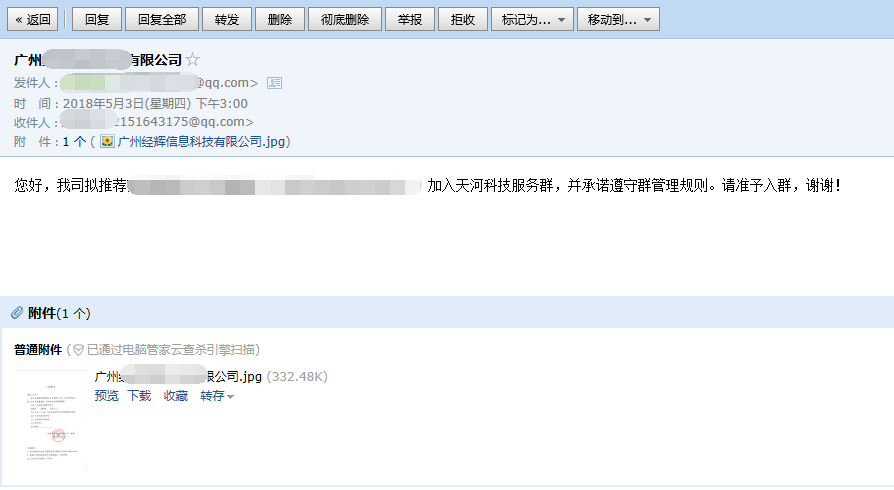 « 返回 回复 回复全部 转发 删除 彻底删除 举报 拒收 标记为... 移动到...
广州 有限公司
发件人： @qq.com>
时 间：2018年5月3日(星期四) 下午3:00
收件人： 2151643175@qq.com>
附 件：1 个 ( 广州经辉信息科技有限公司.jpg)
您好，我司拟推荐 加入天河科技服务群，并承诺遵守群管理规则。请准予入群，谢谢！
附件(1 个)
普通附件 (已通过电脑管家云查杀引擎扫描)
广州 限公司.jpg (332.48K)
预览 下载 收藏 转存